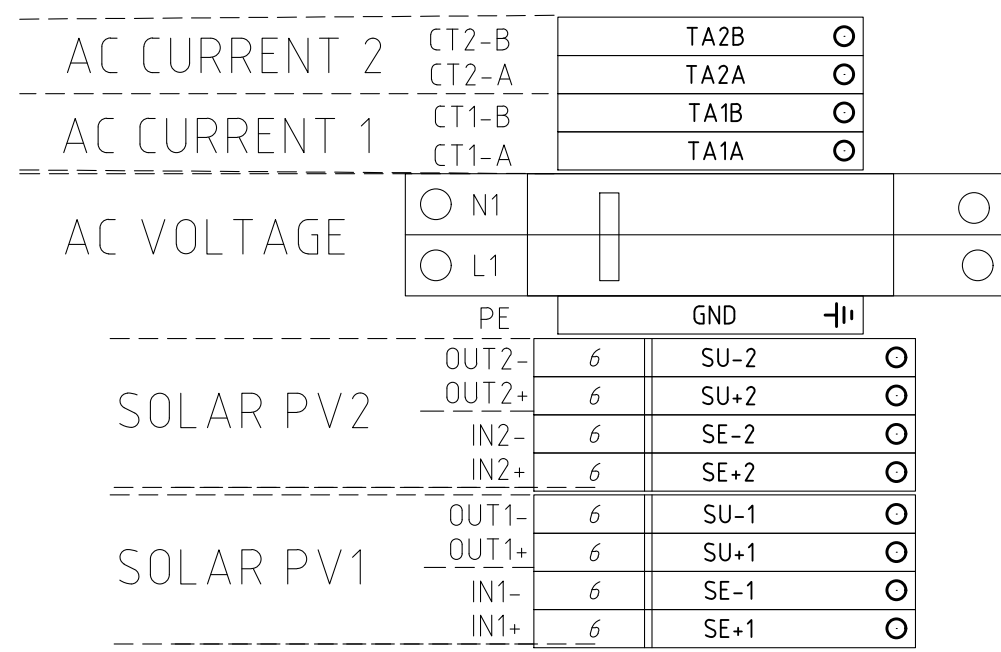 AC CURRENT 2
CT2-B TA2B
CT2-A TA2A
AC CURRENT 1
CT1-B TA1B
CT1-A TA1A
AC VOLTAGE
N1
L1
PE GND
SOLAR PV2
OUT2- 6 SU-2
OUT2+ 6 SU+2
IN2- 6 SE-2
IN2+ 6 SE+2
SOLAR PV1
OUT1- 6 SU-1
OUT1+ 6 SU+1
IN1- 6 SE-1
IN1+ 6 SE+1